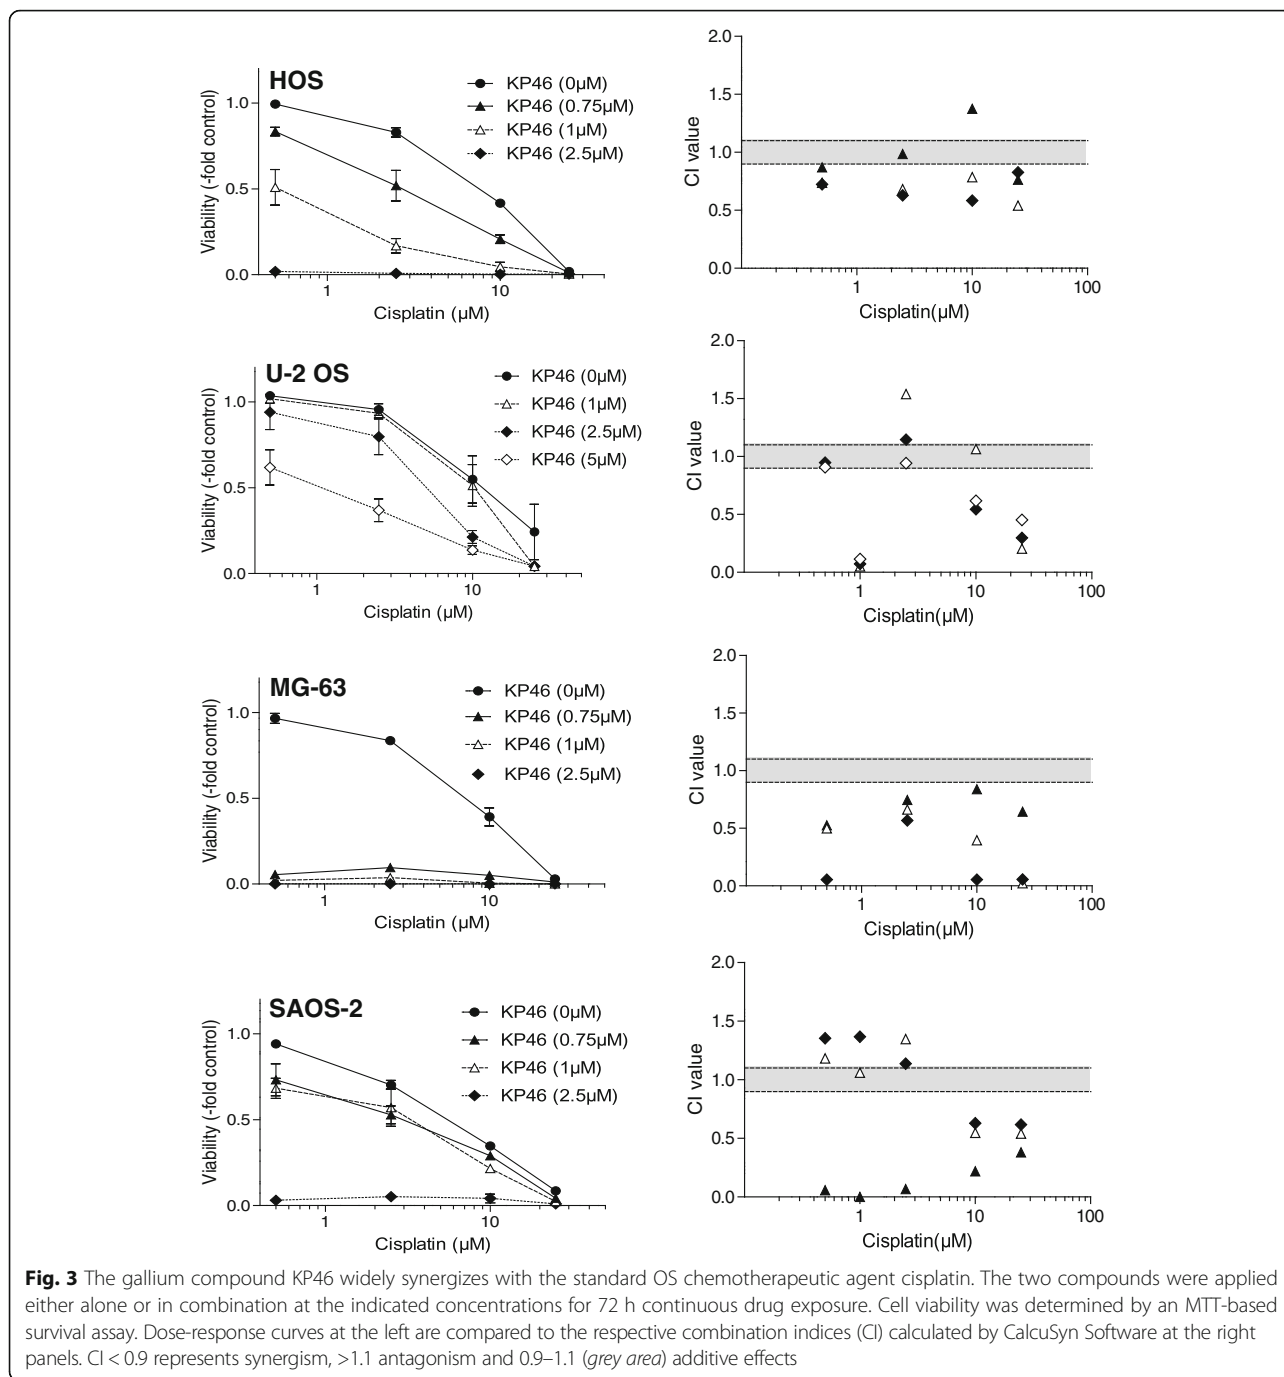 HOS
KP46 (0µM)
KP46 (0.75µM)
KP46 (1µM)
KP46 (2.5µM)
Viability (-fold control)
1.0
0.5
0.0
1 10
Cisplatin (µM)
CI value
2.0
1.5
1.0
0.5
0.0
1 10 100
Cisplatin(µM)
U-2 OS
KP46 (0µM)
KP46 (1µM)
KP46 (2.5µM)
KP46 (5µM)
Viability (-fold control)
1.0
0.5
0.0
1 10
Cisplatin (µM)
CI value
2.0
1.5
1.0
0.5
0.0
1 10 100
Cisplatin(µM)
MG-63
KP46 (0µM)
KP46 (0.75µM)
KP46 (1µM)
KP46 (2.5µM)
Viability (-fold control)
1.0
0.5
0.0
1 10
Cisplatin (µM)
CI value
2.0
1.5
1.0
0.5
0.0
1 10 100
Cisplatin(µM)
SAOS-2
KP46 (0µM)
KP46 (0.75µM)
KP46 (1µM)
KP46 (2.5µM)
Viability (-fold control)
1.0
0.5
0.0
1 10
Cisplatin (µM)
CI value
2.0
1.5
1.0
0.5
0.0
1 10 100
Cisplatin(µM)
Fig. 3 The gallium compound KP46 widely synergizes with the standard OS chemotherapeutic agent cisplatin. The two compounds were applied
either alone or in combination at the indicated concentrations for 72 h continuous drug exposure. Cell viability was determined by an MTT-based
survival assay. Dose-response curves at the left are compared to the respective combination indices (CI) calculated by CalcuSyn Software at the right
panels. CI < 0.9 represents synergism, >1.1 antagonism and 0.9–1.1 (grey area) additive effects